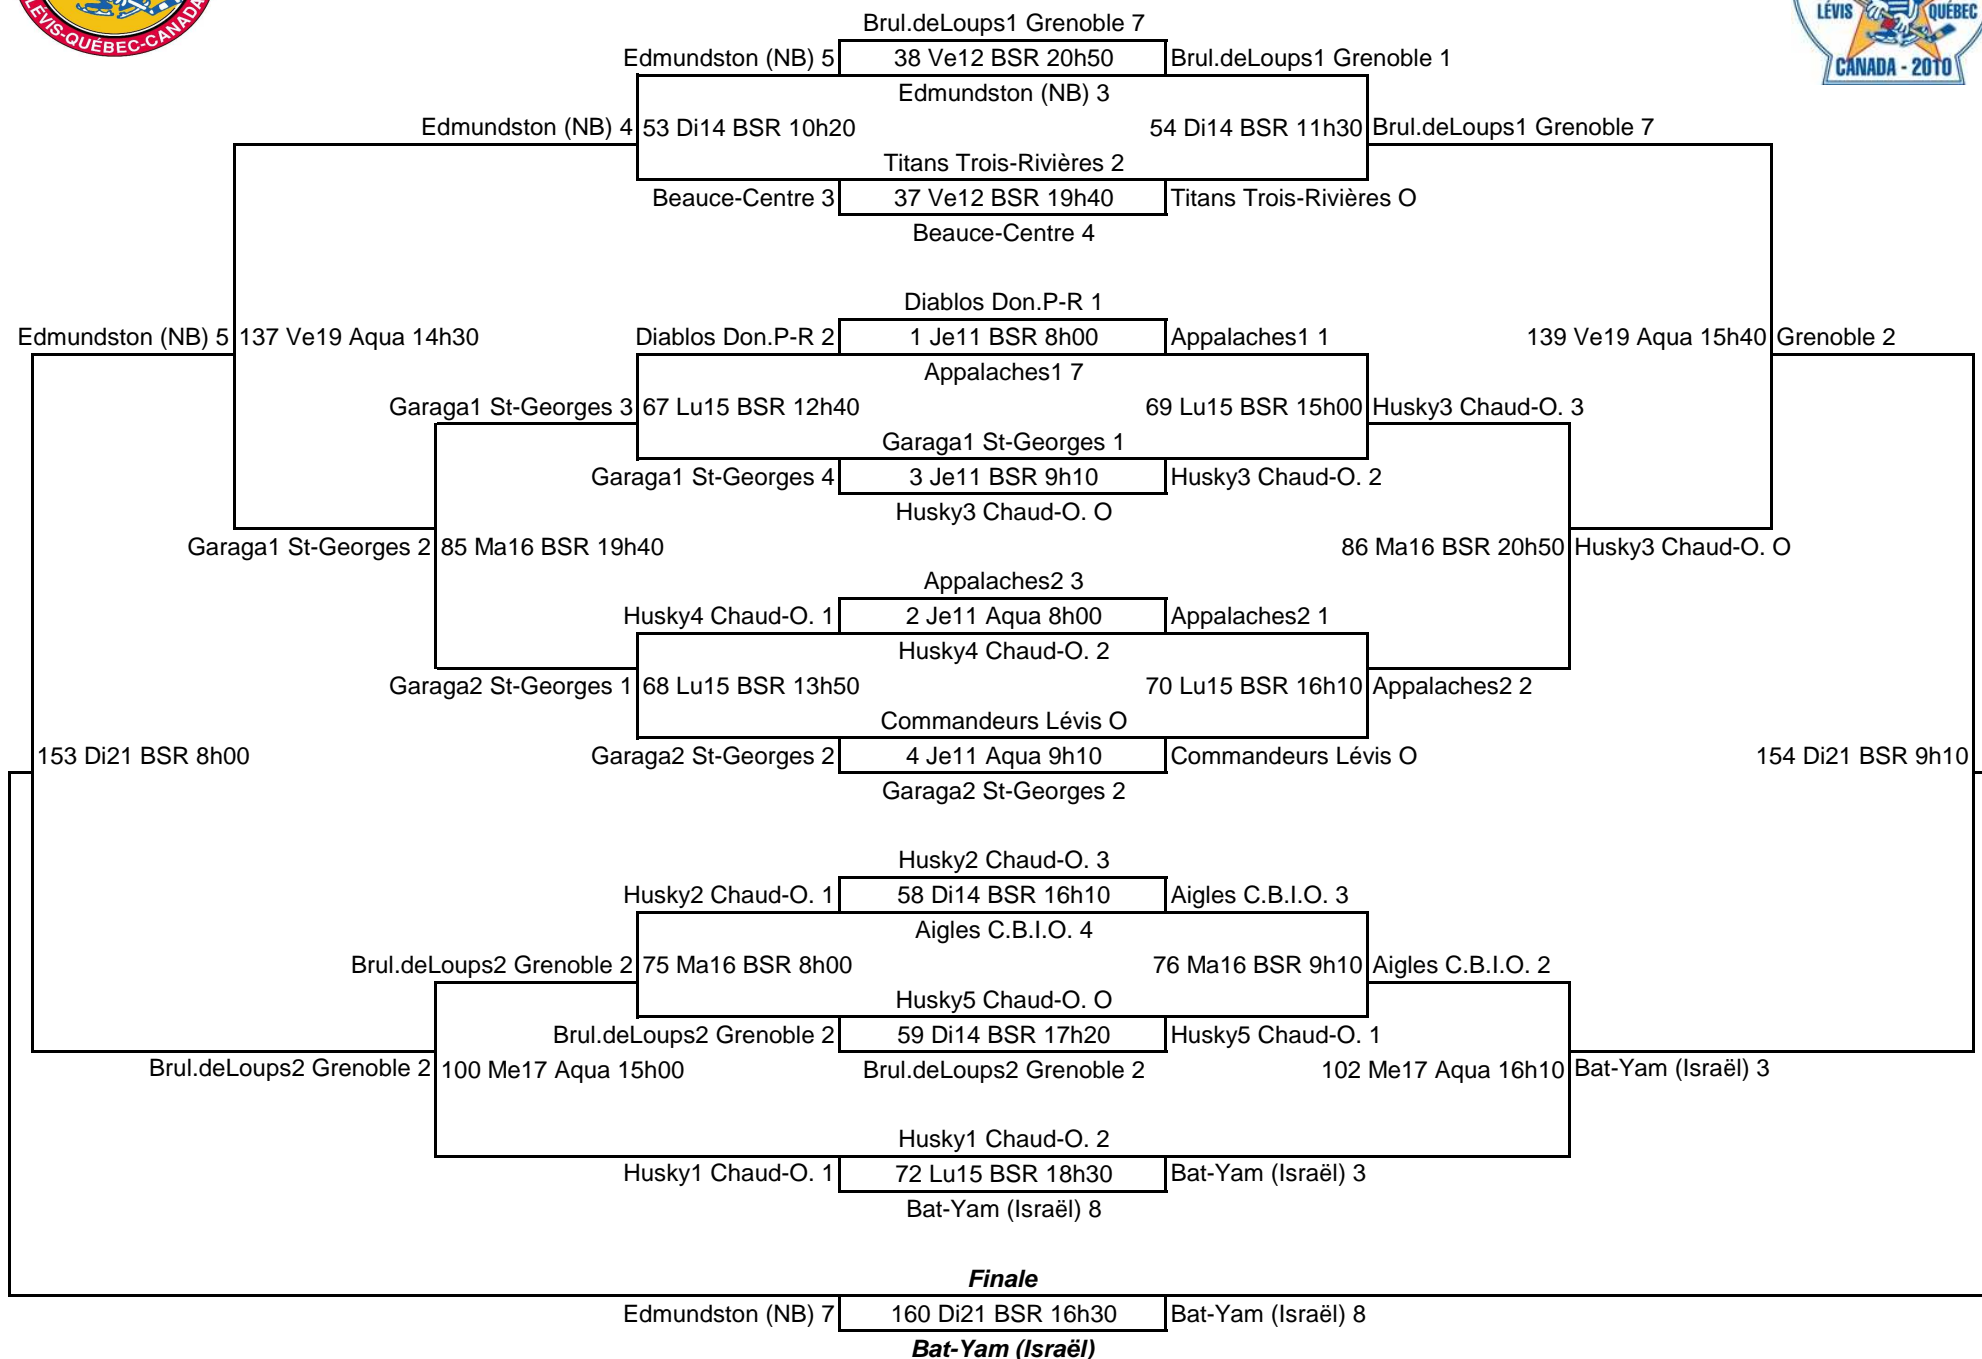 LÉVIS-QUÉBEC-CANADA
LÉVIS QUÉBEC
CANADA - 2010
Brul.deLoups1 Grenoble 7
Edmundston (NB) 5 38 Ve12 BSR 20h50 Brul.deLoups1 Grenoble 1
Edmundston (NB) 3
Edmundston (NB) 4 53 Di14 BSR 10h20 54 Di14 BSR 11h30 Brul.deLoups1 Grenoble 7
Titans Trois-Rivières 2
Beauce-Centre 3 37 Ve12 BSR 19h40 Titans Trois-Rivières O
Beauce-Centre 4
Diablos Don.P-R 1
Edmundston (NB) 5 137 Ve19 Aqua 14h30 Diablos Don.P-R 2 1 Je11 BSR 8h00 Appalaches1 1 139 Ve19 Aqua 15h40 Grenoble 2
Appalaches1 7
Garaga1 St-Georges 3 67 Lu15 BSR 12h40 69 Lu15 BSR 15h00 Husky3 Chaud-O. 3
Garaga1 St-Georges 1
Garaga1 St-Georges 4 3 Je11 BSR 9h10 Husky3 Chaud-O. 2
Husky3 Chaud-O. O
Garaga1 St-Georges 2 85 Ma16 BSR 19h40 86 Ma16 BSR 20h50 Husky3 Chaud-O. O
Appalaches2 3
Husky4 Chaud-O. 1 2 Je11 Aqua 8h00 Appalaches2 1
Husky4 Chaud-O. 2
Garaga2 St-Georges 1 68 Lu15 BSR 13h50 70 Lu15 BSR 16h10 Appalaches2 2
Commandeurs Lévis O
153 Di21 BSR 8h00 Garaga2 St-Georges 2 4 Je11 Aqua 9h10 Commandeurs Lévis O 154 Di21 BSR 9h10
Garaga2 St-Georges 2
Husky2 Chaud-O. 3
Husky2 Chaud-O. 1 58 Di14 BSR 16h10 Aigles C.B.I.O. 3
Aigles C.B.I.O. 4
Brul.deLoups2 Grenoble 2 75 Ma16 BSR 8h00 76 Ma16 BSR 9h10 Aigles C.B.I.O. 2
Husky5 Chaud-O. O
Brul.deLoups2 Grenoble 2 59 Di14 BSR 17h20 Husky5 Chaud-O. 1
Brul.deLoups2 Grenoble 2 100 Me17 Aqua 15h00 Brul.deLoups2 Grenoble 2 102 Me17 Aqua 16h10 Bat-Yam (Israël) 3
Husky1 Chaud-O. 2
Husky1 Chaud-O. 1 72 Lu15 BSR 18h30 Bat-Yam (Israël) 3
Bat-Yam (Israël) 8
Finale
Edmundston (NB) 7 160 Di21 BSR 16h30 Bat-Yam (Israël) 8
Bat-Yam (Israël)